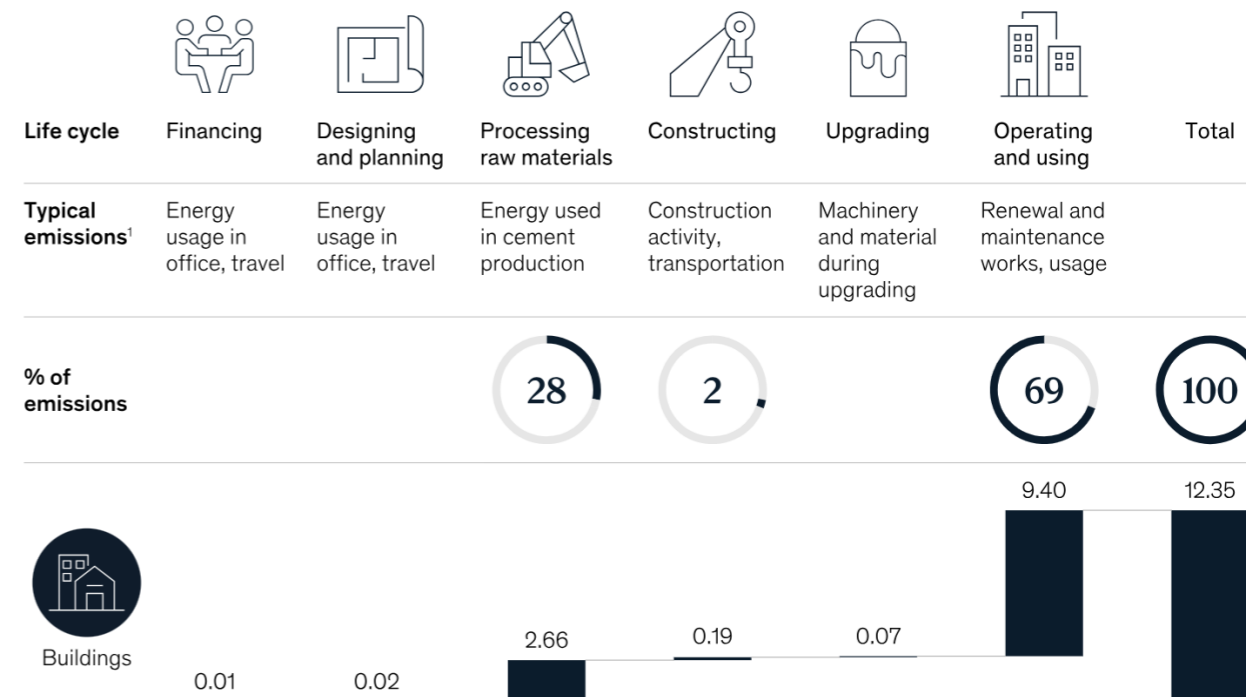 Life cycle
Financing
Designing
and planning
Processing
raw materials
Constructing
Upgrading
Operating
and using
Total
Typical
emissions¹
Energy
usage in
office, travel
Energy
usage in
office, travel
Energy used
in cement
production
Construction
activity,
transportation
Machinery
and material
during
upgrading
Renewal and
maintenance
works, usage
% of
emissions
28
2
69
100
Buildings
0.01
0.02
2.66
0.19
0.07
9.40
12.35